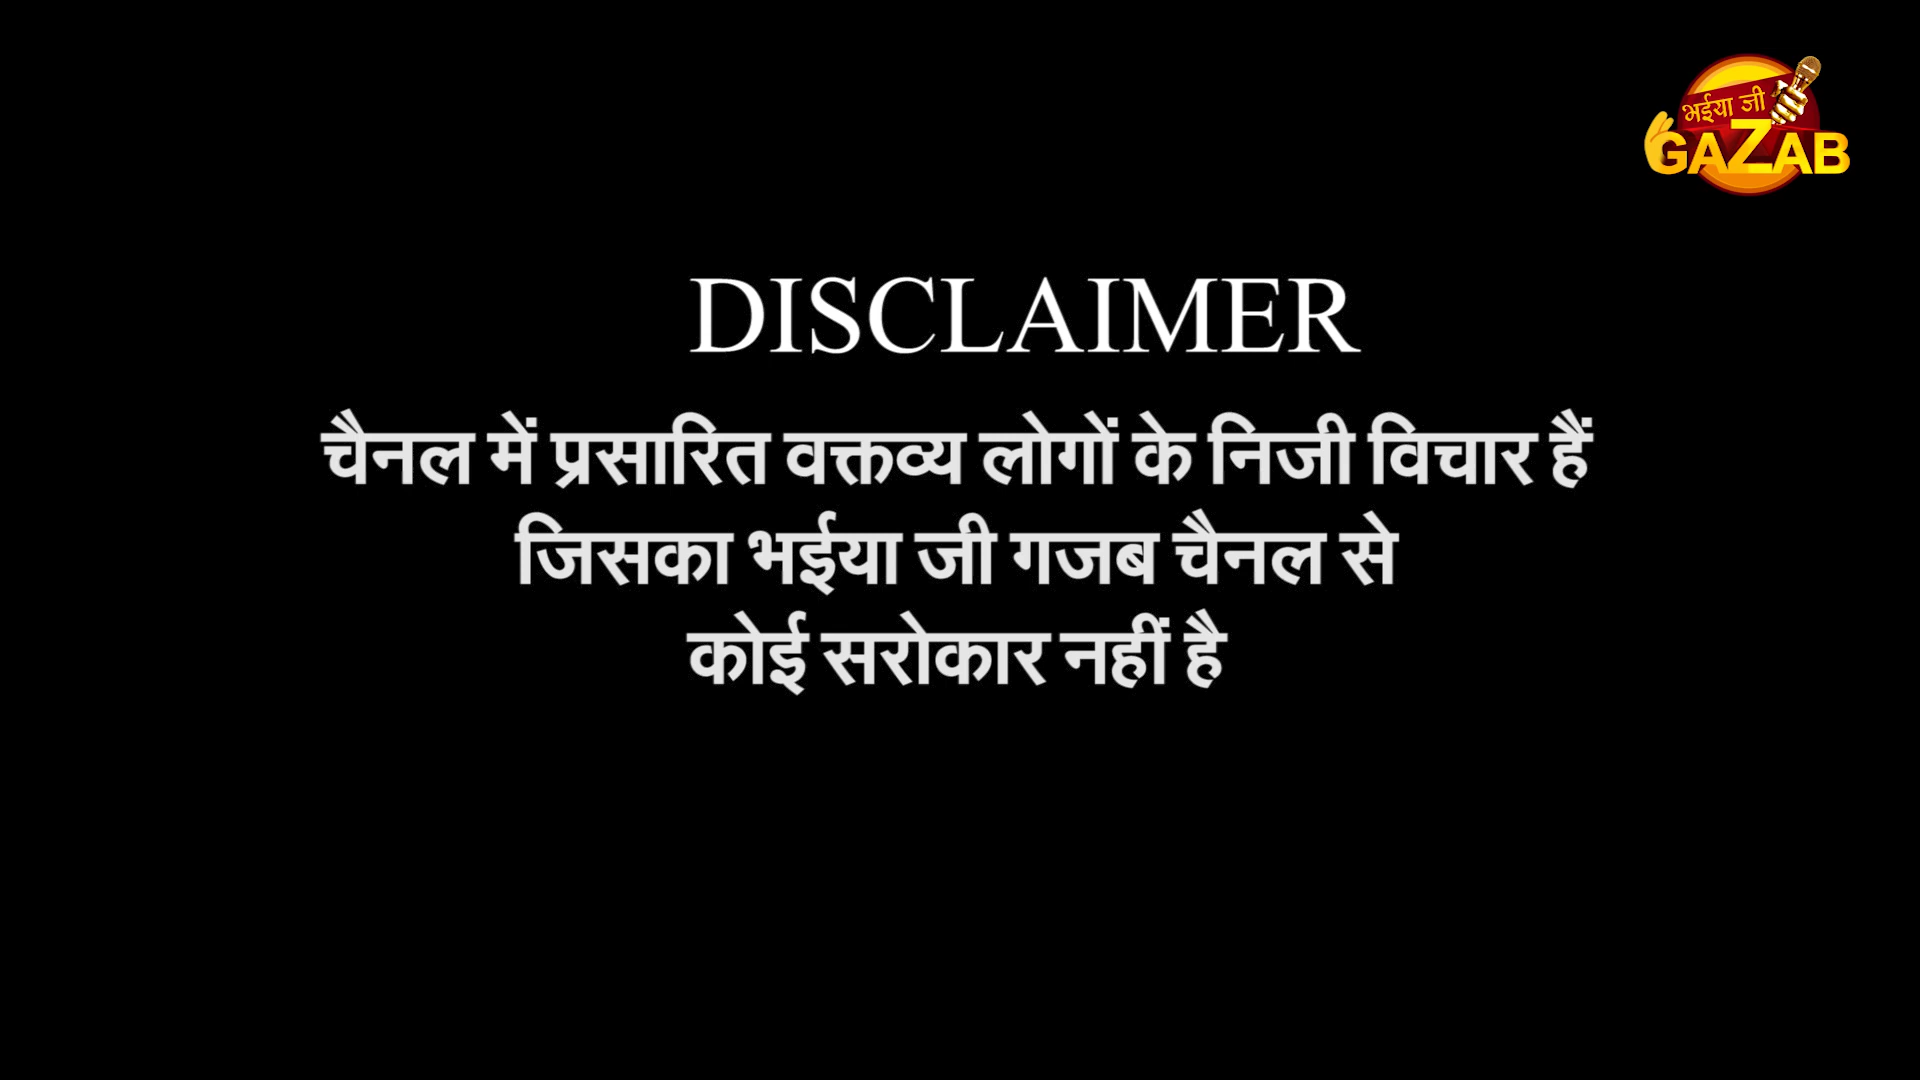 भईया जी
GAZAB
DISCLAIMER
चैनल में प्रसारित वक्तव्य लोगों के निजी विचार हैं
जिसका भईया जी गजब चैनल से
कोई सरोकार नहीं है